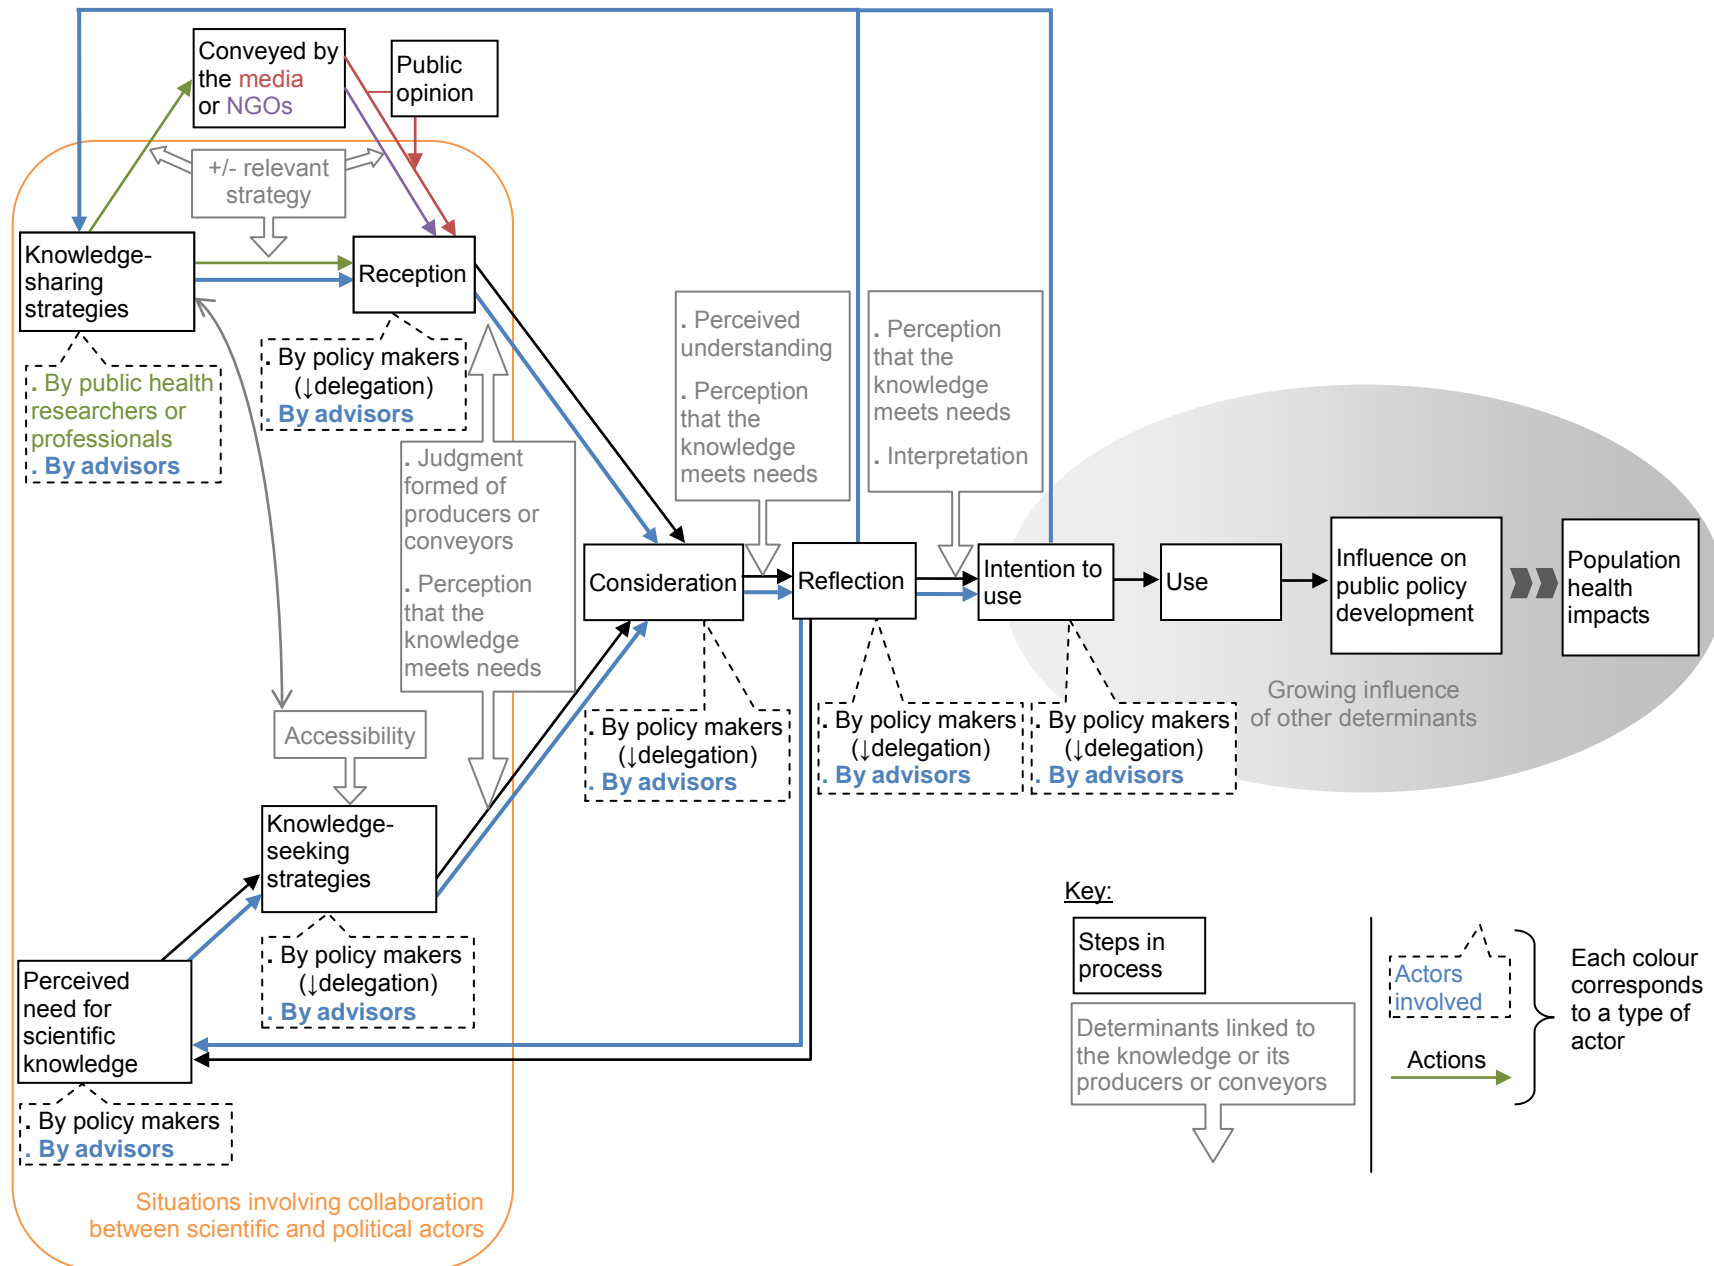 Conveyed by
the media
or NGOs
Public
opinion
+/- relevant
strategy
Knowledge-
sharing
strategies
Reception
. By public health
researchers or
professionals
. By advisors
. By policy makers
(↓delegation)
. By advisors
. Judgment
formed of
producers or
conveyors
. Perception
that the
knowledge
meets needs
. Perceived
understanding
. Perception
that the
knowledge
meets needs
. Perception
that the
knowledge
meets needs
. Interpretation
Consideration
Reflection
Intention to
use
Use
Influence on
public policy
development
Population
health
impacts
Growing influence
of other determinants
. By policy makers
(↓delegation)
. By advisors
. By policy makers
(↓delegation)
. By advisors
. By policy makers
(↓delegation)
. By advisors
Accessibility
Knowledge-
seeking
strategies
. By policy makers
(↓delegation)
. By advisors
Perceived
need for
scientific
knowledge
. By policy makers
. By advisors
Situations involving collaboration
between scientific and political actors
Key:
Steps in
process
Determinants linked to
the knowledge or its
producers or conveyors
Actors
involved
Actions
Each colour
corresponds
to a type of
actor